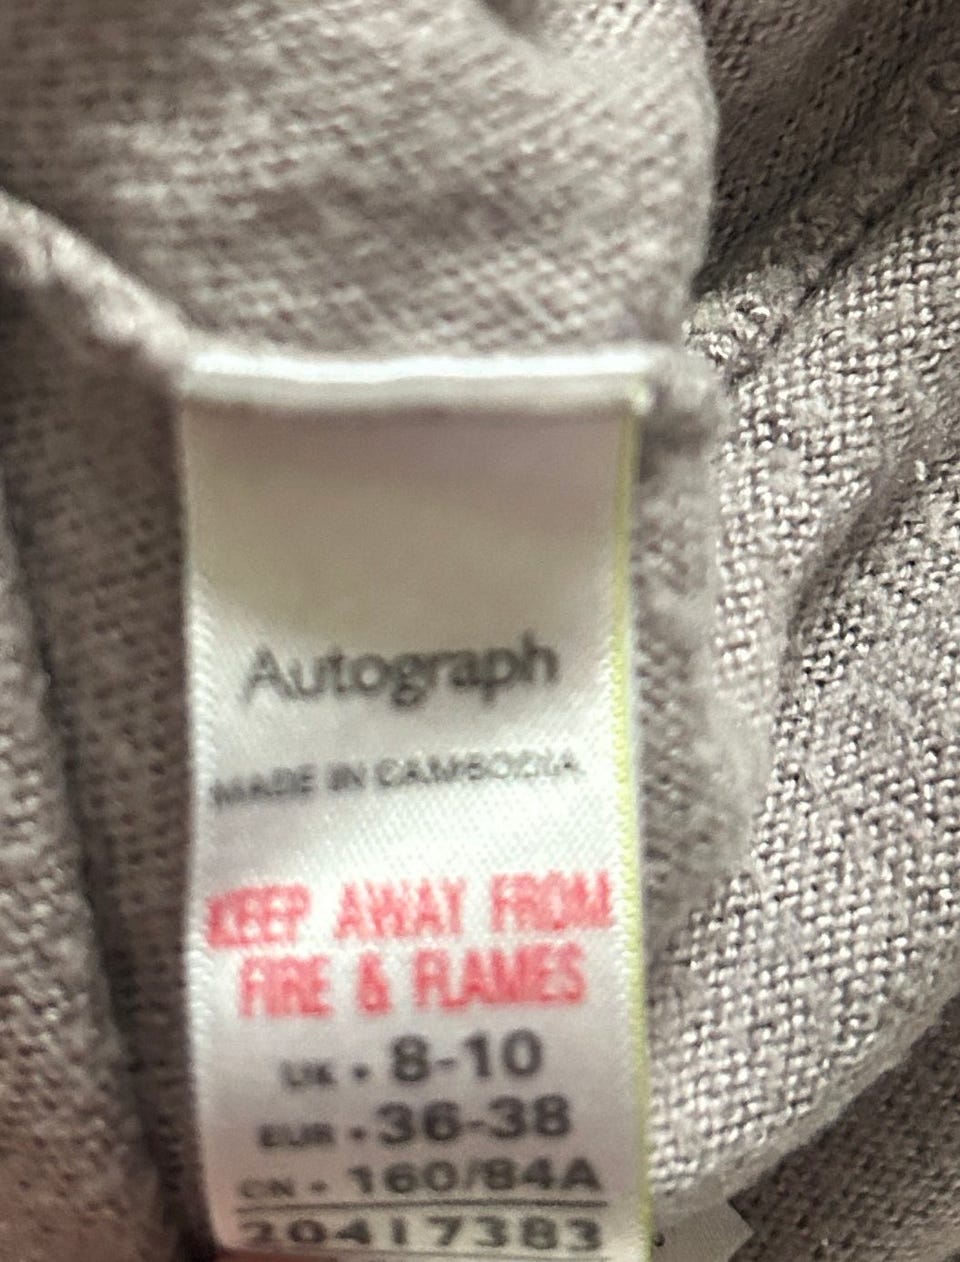 Autograph
MADE IN CAMBODIA
KEEP AWAY FROM
FIRE & FLAMES
UK • 8-10
EUR • 36-38
CN • 160/84A
20417383